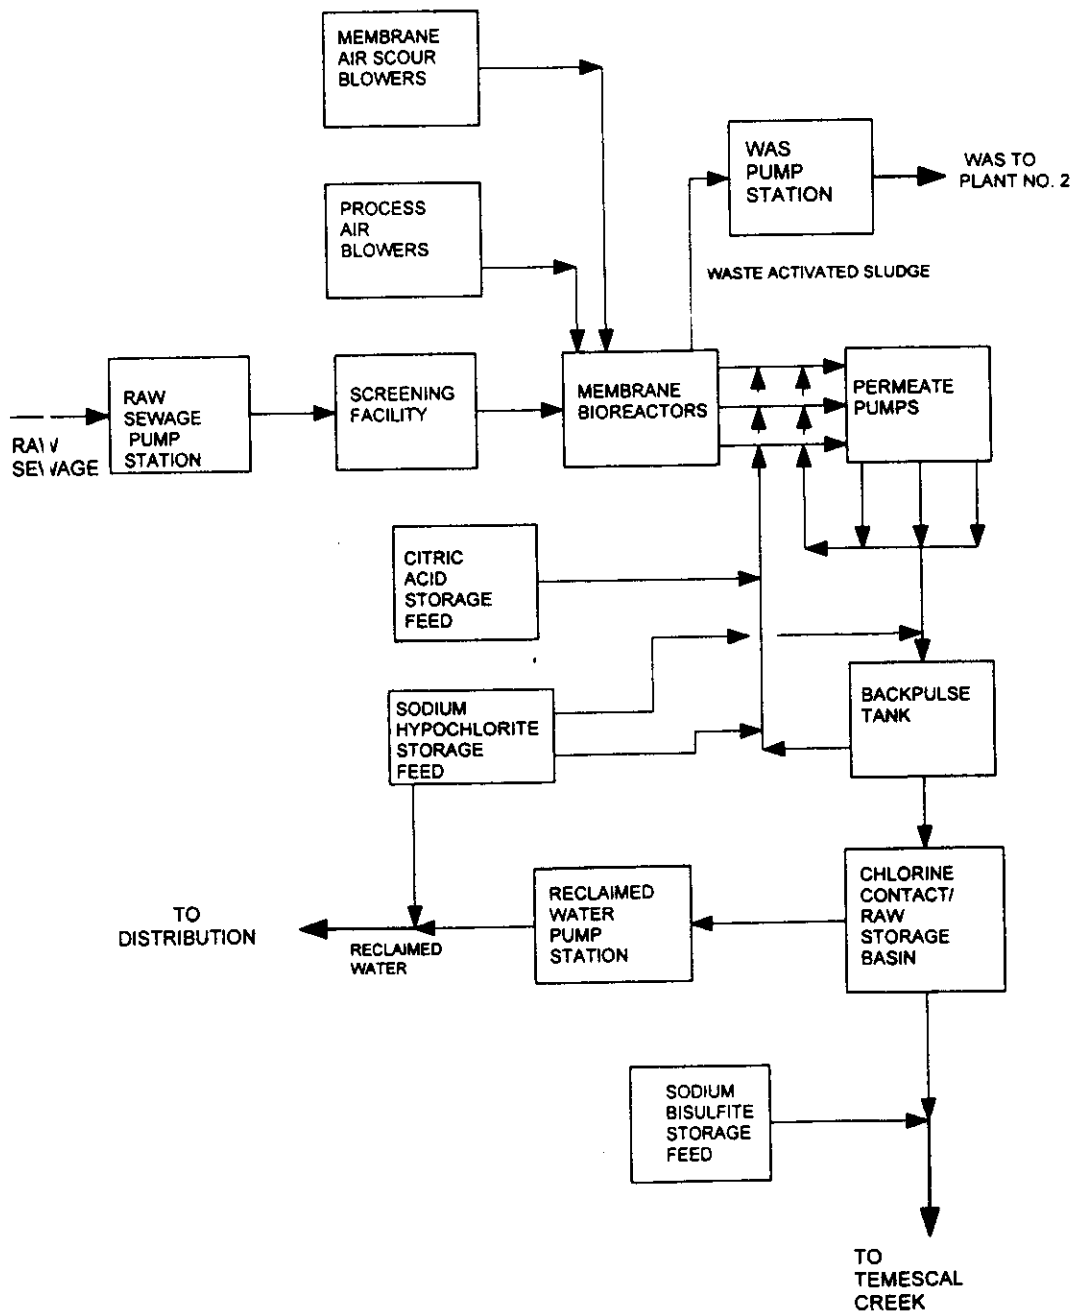 MEMBRANE
AIR SCOUR
BLOWERS
WAS
PUMP
STATION
WAS TO
PLANT NO. 2
PROCESS
AIR
BLOWERS
WASTE ACTIVATED SLUDGE
RAW
SEWAGE
RAW
SEWAGE
PUMP
STATION
SCREENING
FACILITY
MEMBRANE
BIOREACTORS
PERMEATE
PUMPS
CITRIC
ACID
STORAGE
FEED
SODIUM
HYPOCHLORITE
STORAGE
FEED
BACKPULSE
TANK
TO
DISTRIBUTION
RECLAIMED
WATER
RECLAIMED
WATER
PUMP
STATION
CHLORINE
CONTACT/
RAW
STORAGE
BASIN
SODIUM
BISULFITE
STORAGE
FEED
TO
TEMESCAL
CREEK